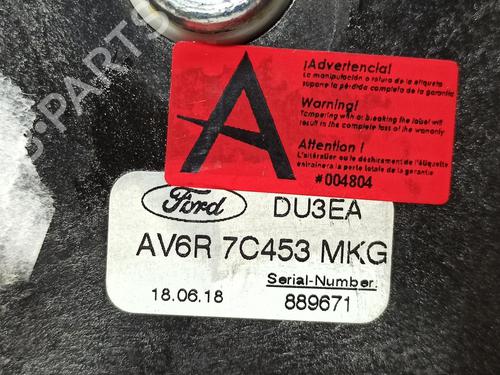 S-PARTS
A
¡Advertencia!
La manipulación o rotura de la etiqueta
supone la pérdida completa de la garantía
Warning!
Tempering with or breaking the label will
result in the complete loss of the warranty
Attention !
L'altération ou le déchirement de l'étiquette
entraînera la perte totale de la garantie
#004804
Ford DU3EA
AV6R 7C453 MKG
18.06.18 Serial-Number.
889671